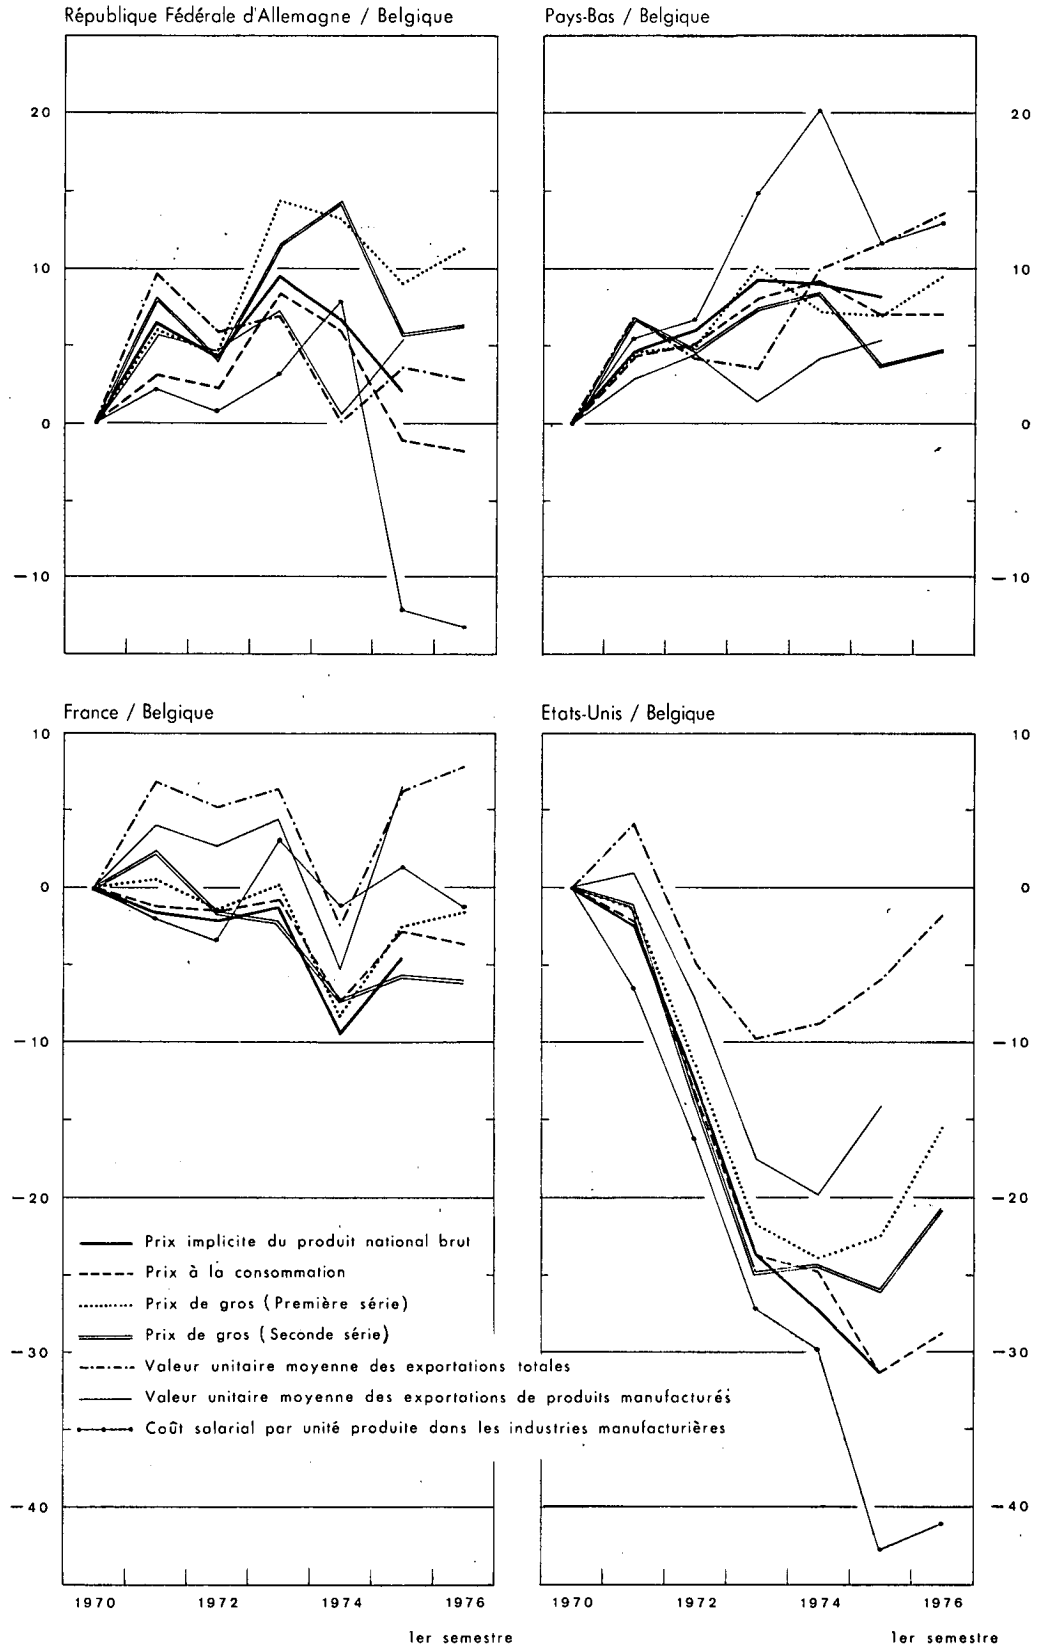 République Fédérale d'Allemagne / Belgique
20
10
0
—10
Pays-Bas / Belgique
20
10
0
—10
France / Belgique
10
0
—10
—20
—30
—40
Etats-Unis / Belgique
10
0
—10
—20
—30
—40
Prix implicite du produit national brut
Prix à la consommation
Prix de gros (Première série)
Prix de gros (Seconde série)
Valeur unitaire moyenne des exportations totales
Valeur unitaire moyenne des exportations de produits manufacturés
Coût salarial par unité produite dans les industries manufacturières
1970 1972 1974 1976
1er semestre
1970 1972 1974 1976
1er semestre